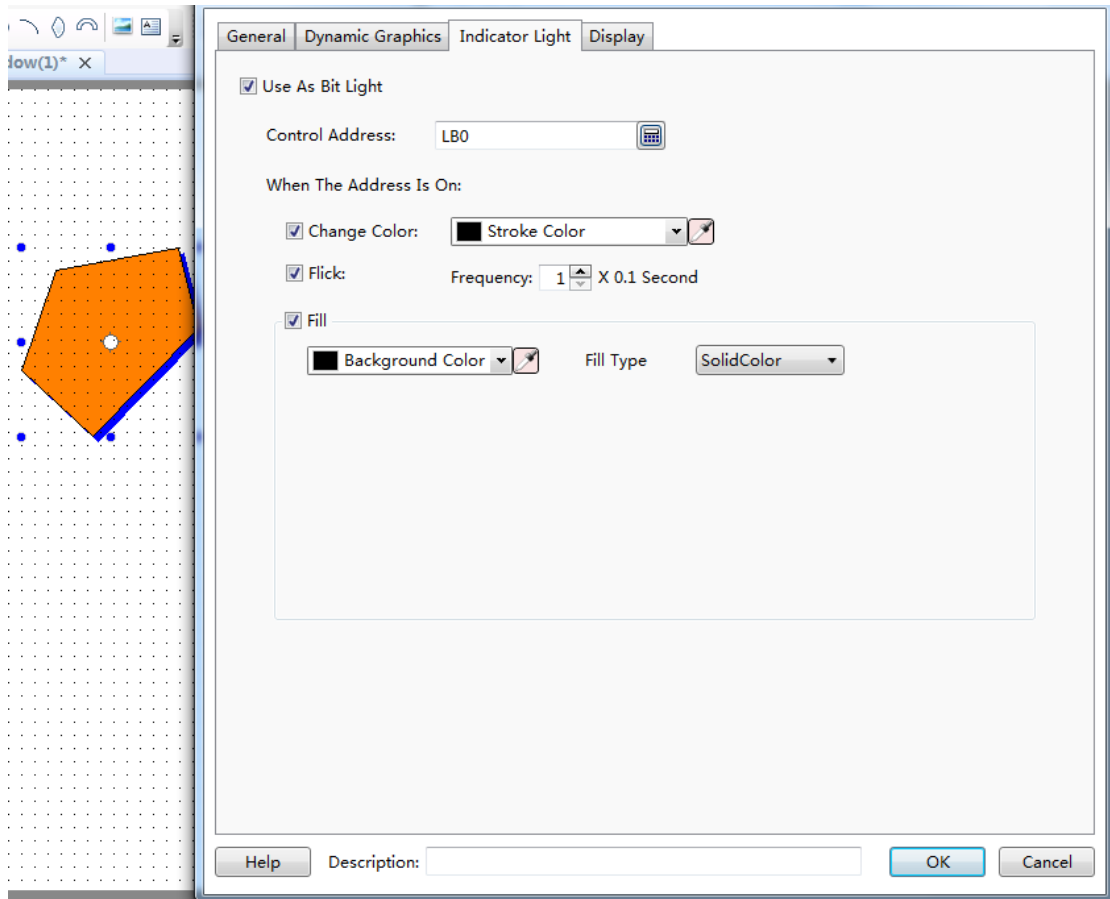 dow(1)* X
General Dynamic Graphics Indicator Light Display
Use As Bit Light
Control Address: LB0
When The Address Is On:
Change Color: Stroke Color
Flick: Frequency: 1 X 0.1 Second
Fill
Background Color Fill Type SolidColor
Help Description: OK Cancel